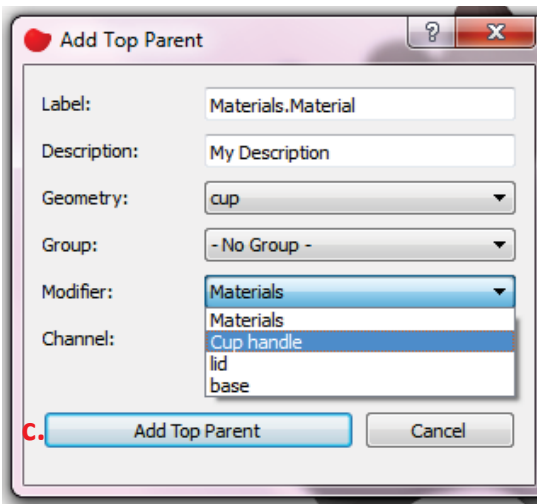 Add Top Parent
Label: Materials.Material
Description: My Description
Geometry: cup
Group: - No Group -
Modifier: Materials
Materials
Channel: Cup handle
lid
base
c. Add Top Parent Cancel